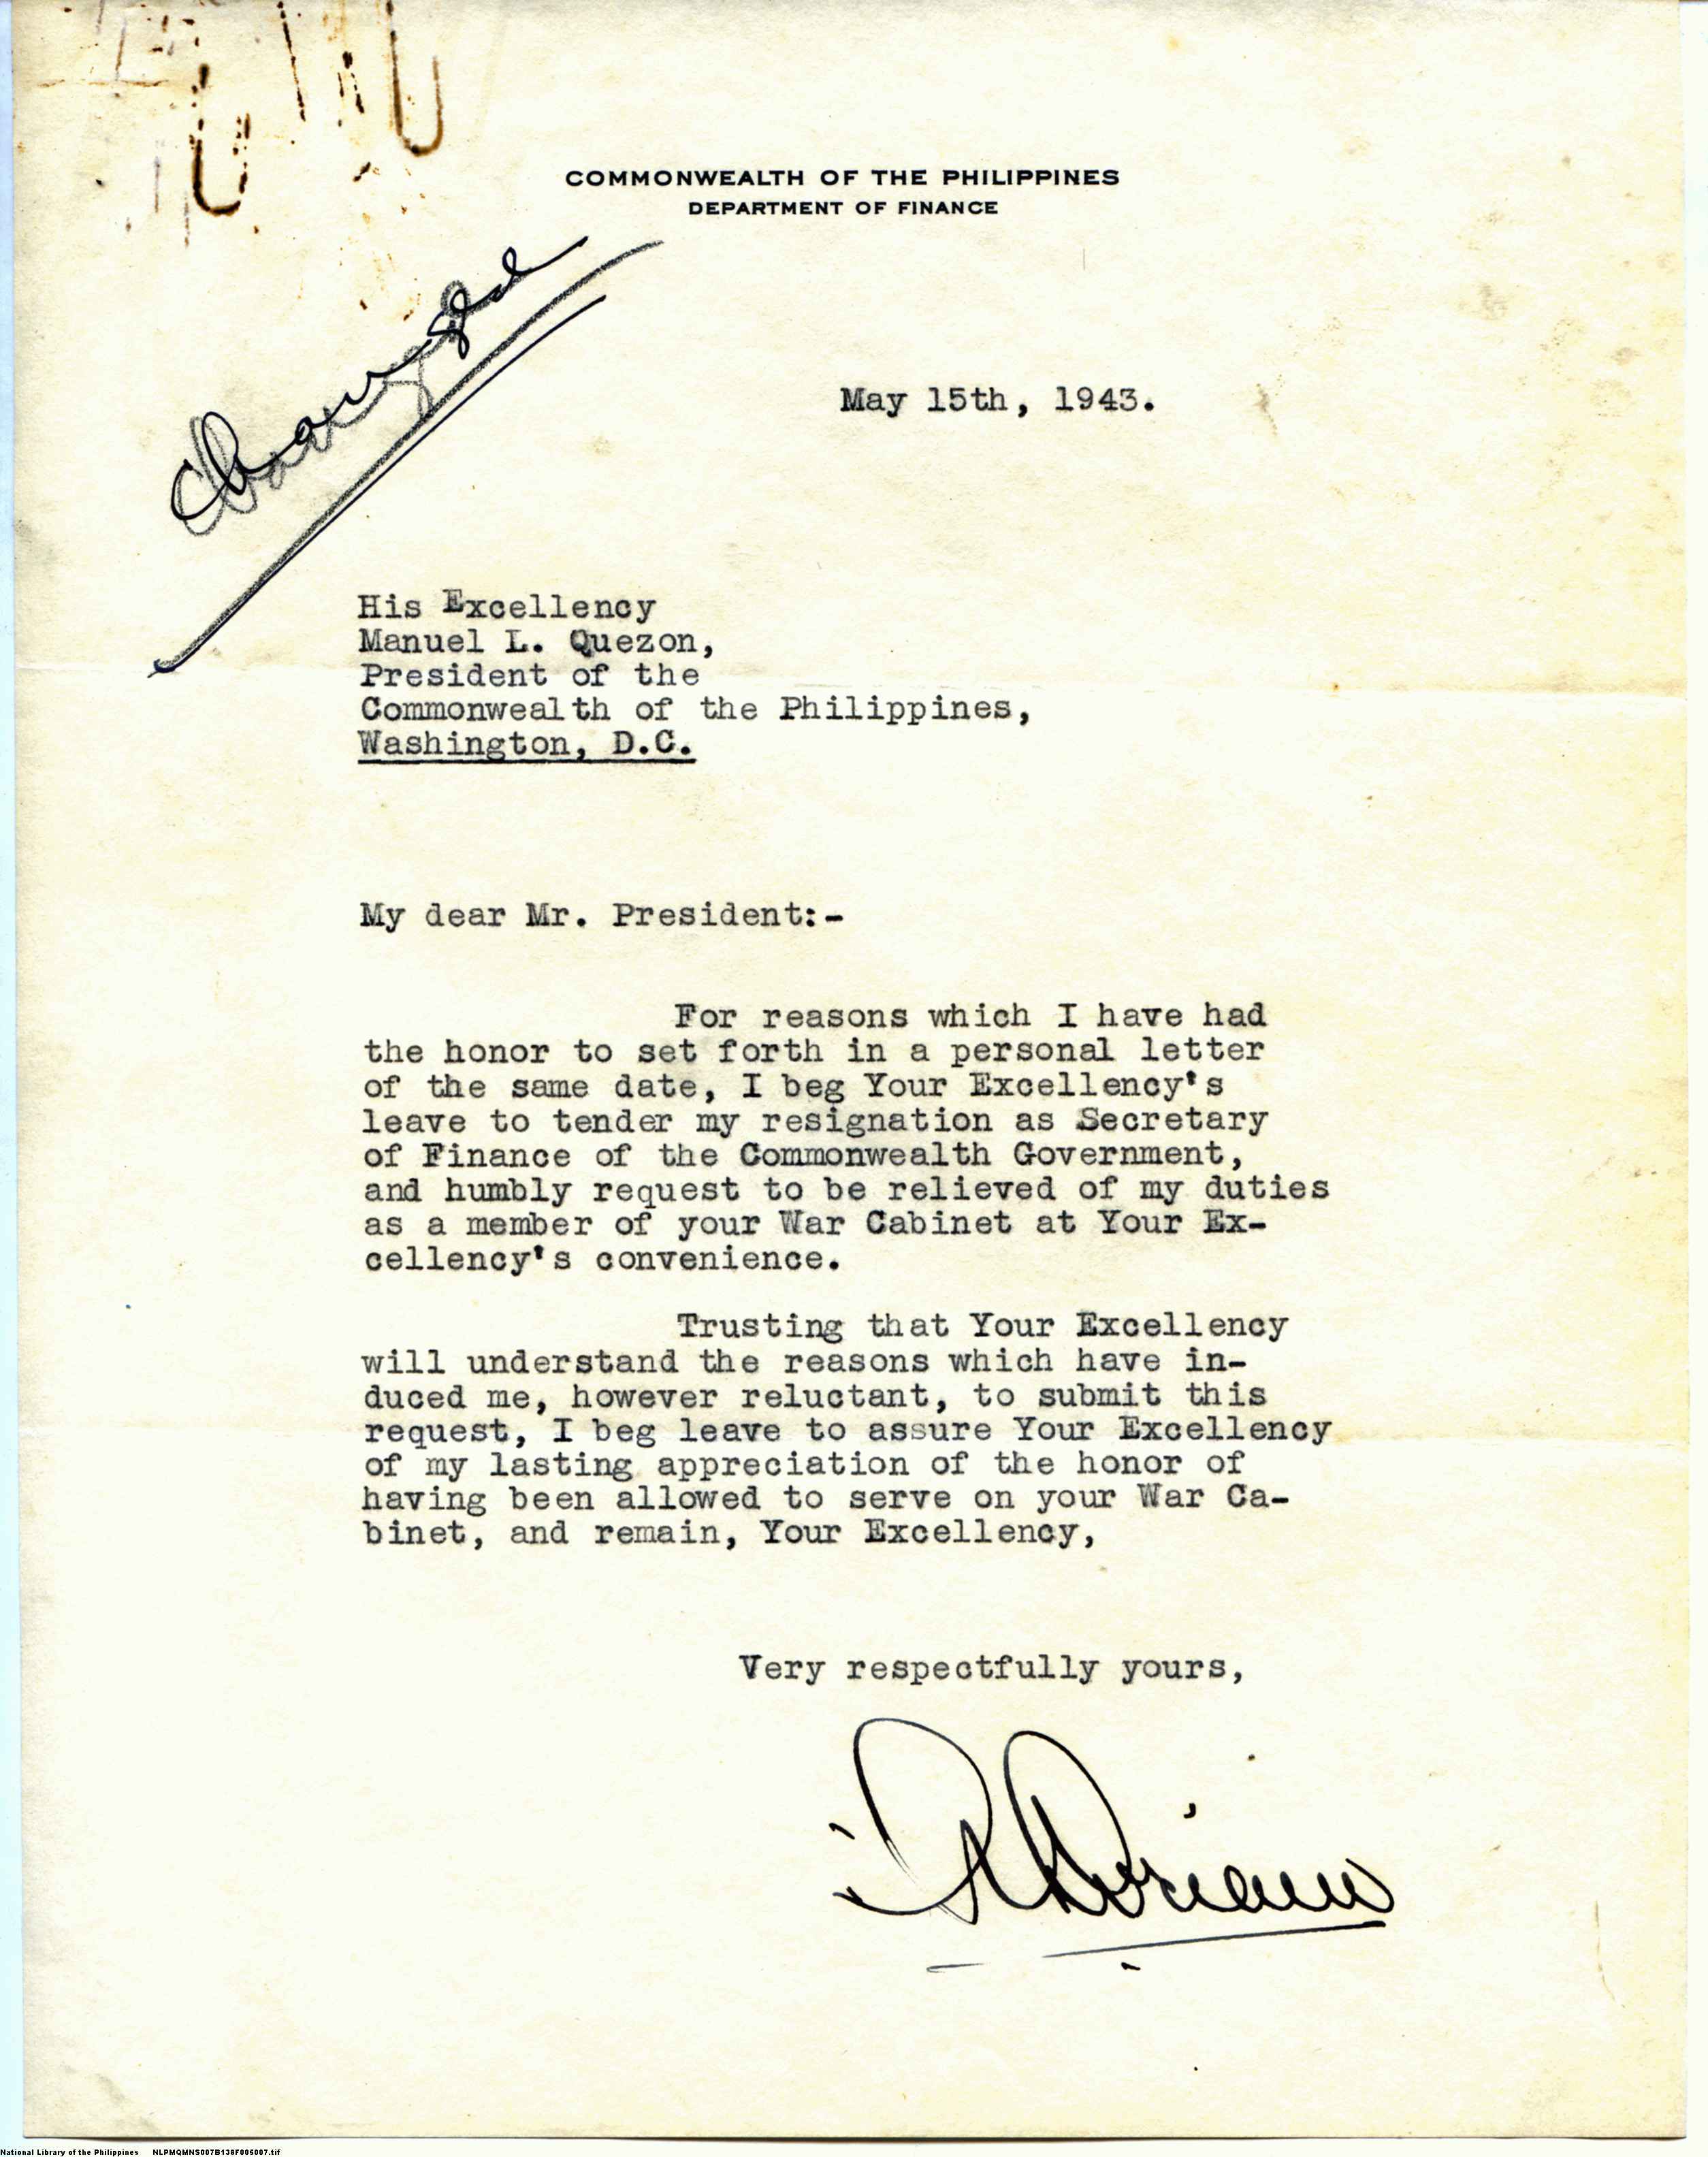 COMMONWEALTH OF THE PHILIPPINES
DEPARTMENT OF FINANCE
Changed
May 15th, 1943.
His Excellency
Manuel L. Quezon,
President of the
Commonwealth of the Philippines,
Washington, D.C.
My dear Mr. President:-
For reasons which I have had
the honor to set forth in a personal letter
of the same date, I beg Your Excellency's
leave to tender my resignation as Secretary
of Finance of the Commonwealth Government,
and humbly request to be relieved of my duties
as a member of your War Cabinet at Your Ex-
cellency's convenience.
Trusting that Your Excellency
will understand the reasons which have in-
duced me, however reluctant, to submit this
request, I beg leave to assure Your Excellency
of my lasting appreciation of the honor of
having been allowed to serve on your War Ca-
binet, and remain, Your Excellency,
Very respectfully yours,
A Soriano
National Library of the Philippines NLPMQMNS007B138F005007.tif